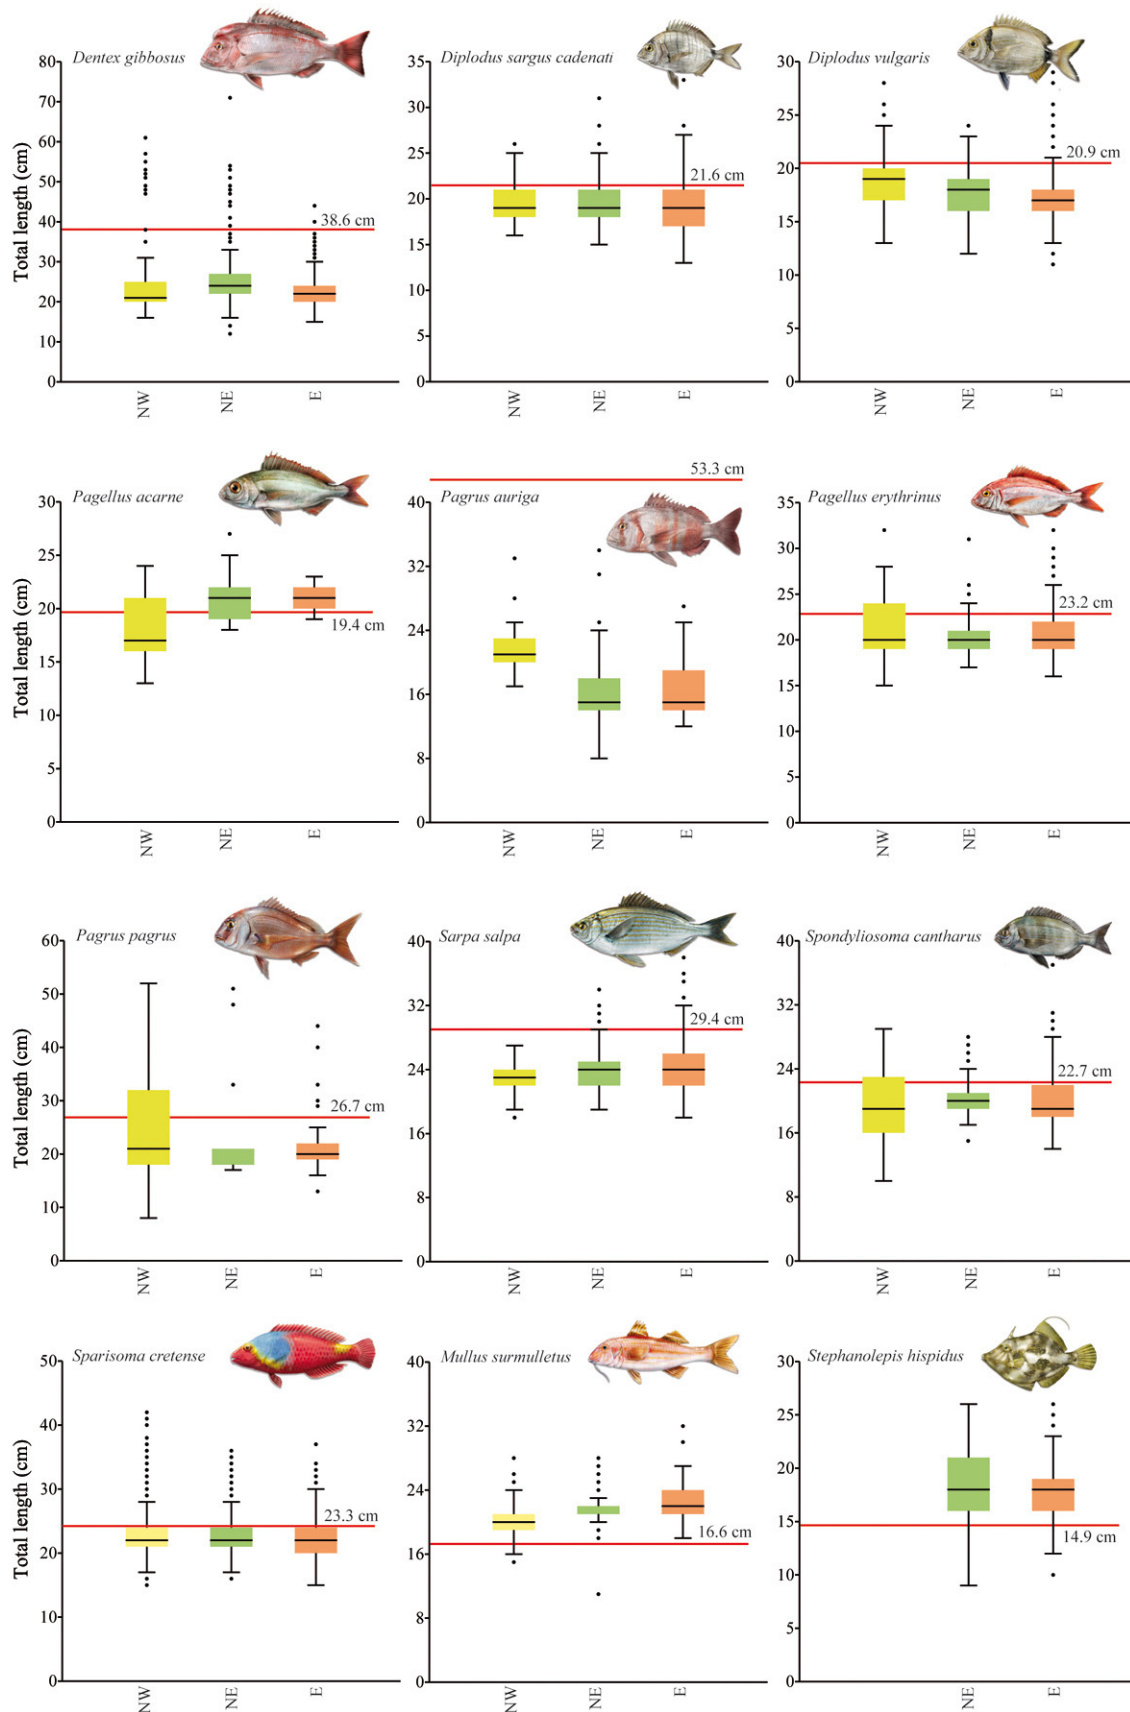 Dentex gibbosus
Diplodus sargus cadenati
Diplodus vulgaris
Total length (cm)
80
70
60
50
40
30
20
10
0
38.6 cm
NW
NE
E
35
30
25
20
15
10
5
0
21.6 cm
NW
NE
E
30
25
20
15
10
5
0
20.9 cm
NW
NE
E
Pagellus acarne
Pagrus auriga
Pagellus erythrinus
Total length (cm)
30
25
20
15
10
5
0
19.4 cm
NW
NE
E
53.3 cm
40
32
24
16
8
0
NW
NE
E
35
30
25
20
15
10
5
0
23.2 cm
NW
NE
E
Pagrus pagrus
Sarpa salpa
Spondyliosoma cantharus
Total length (cm)
60
50
40
30
20
10
0
26.7 cm
NW
NE
E
40
32
24
16
8
0
29.4 cm
NW
NE
E
40
32
24
16
8
0
22.7 cm
NW
NE
E
Sparisoma cretense
Mullus surmulletus
Stephanolepis hispidus
Total length (cm)
50
40
30
20
10
0
23.3 cm
NW
NE
E
40
32
24
16
8
0
16.6 cm
NW
NE
E
30
25
20
15
10
5
0
14.9 cm
NE
E